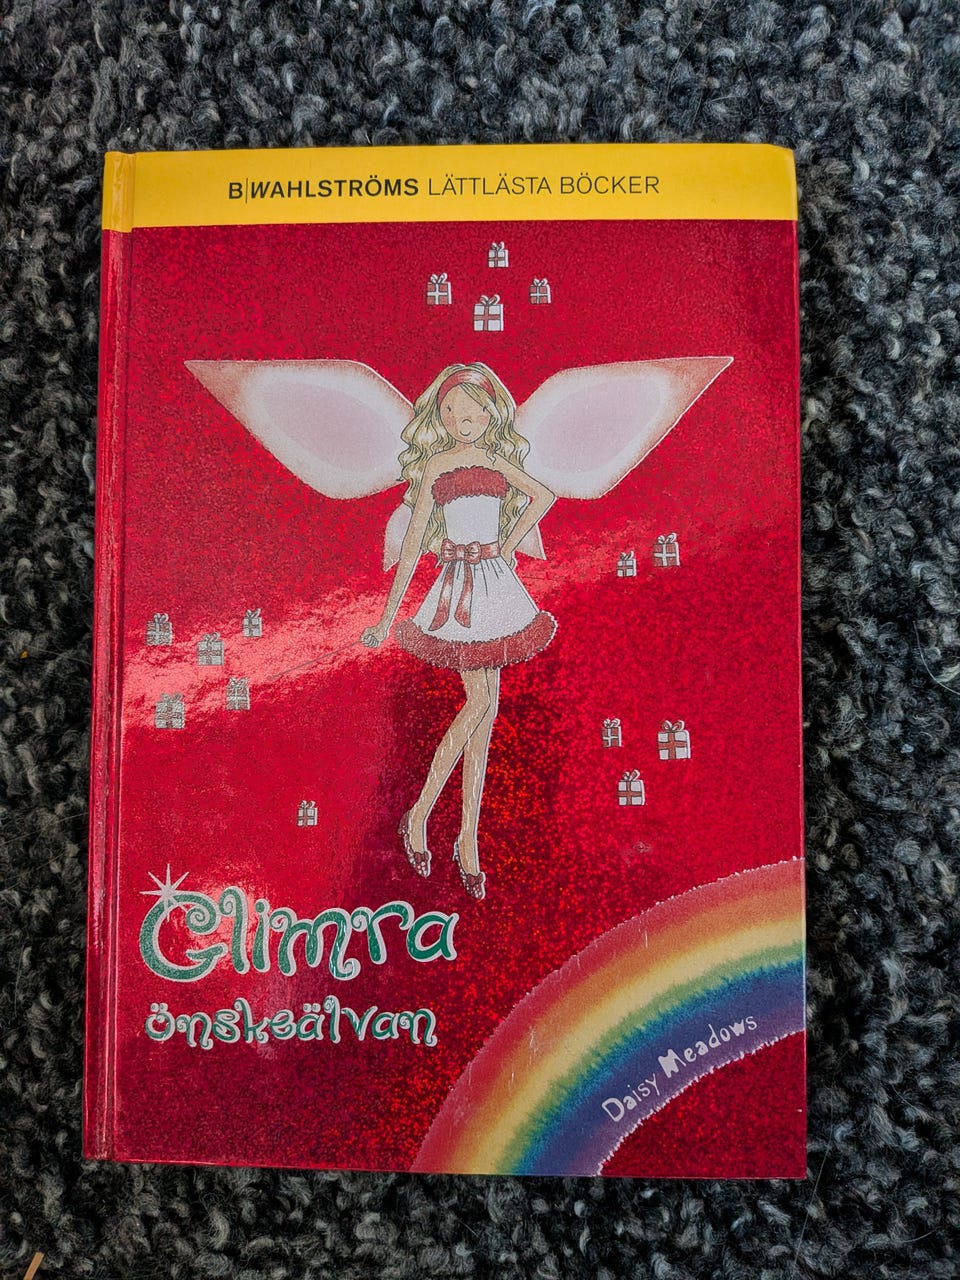 B|WAHLSTRÖMS LÄTTLÄSTA BÖCKER
Glimra
önskeälvan
Daisy Meadows